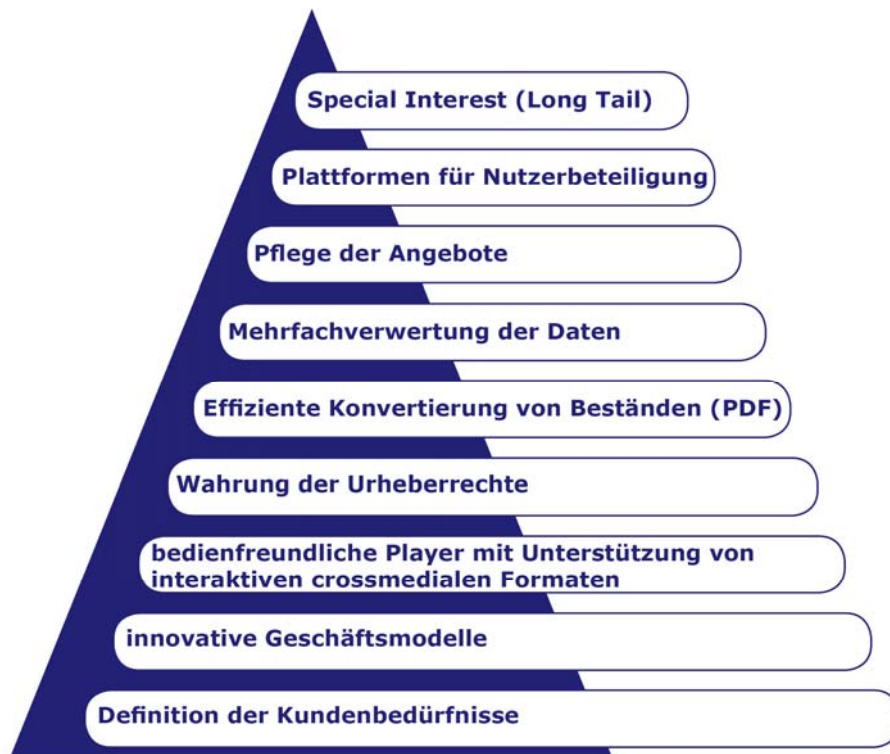 Special Interest (Long Tail)
Plattformen für Nutzerbeteiligung
Pflege der Angebote
Mehrfachverwertung der Daten
Effiziente Konvertierung von Beständen (PDF)
Wahrung der Urheberrechte
bedienfreundliche Player mit Unterstützung von
interaktiven crossmedialen Formaten
innovative Geschäftsmodelle
Definition der Kundenbedürfnisse